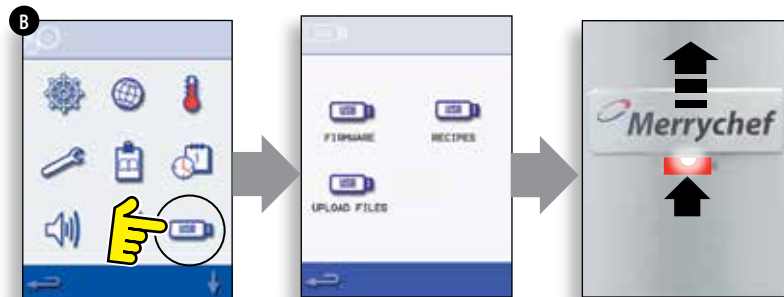 B
USB
USB
USB
FIRMWARE
RECIPES
USB
UPLOAD FILES
Merrychef